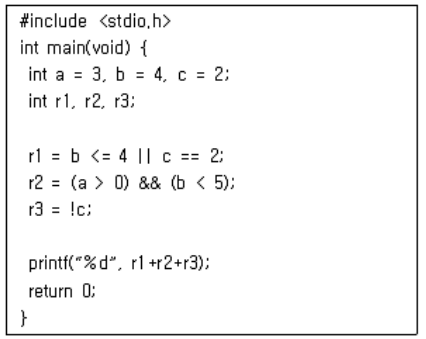 #include <stdio.h>
int main(void) {
int a = 3, b = 4, c = 2;
int r1, r2, r3;
r1 = b <= 4 || c == 2;
r2 = (a > 0) && (b < 5);
r3 = !c;
printf("%d", r1+r2+r3);
return 0;
}